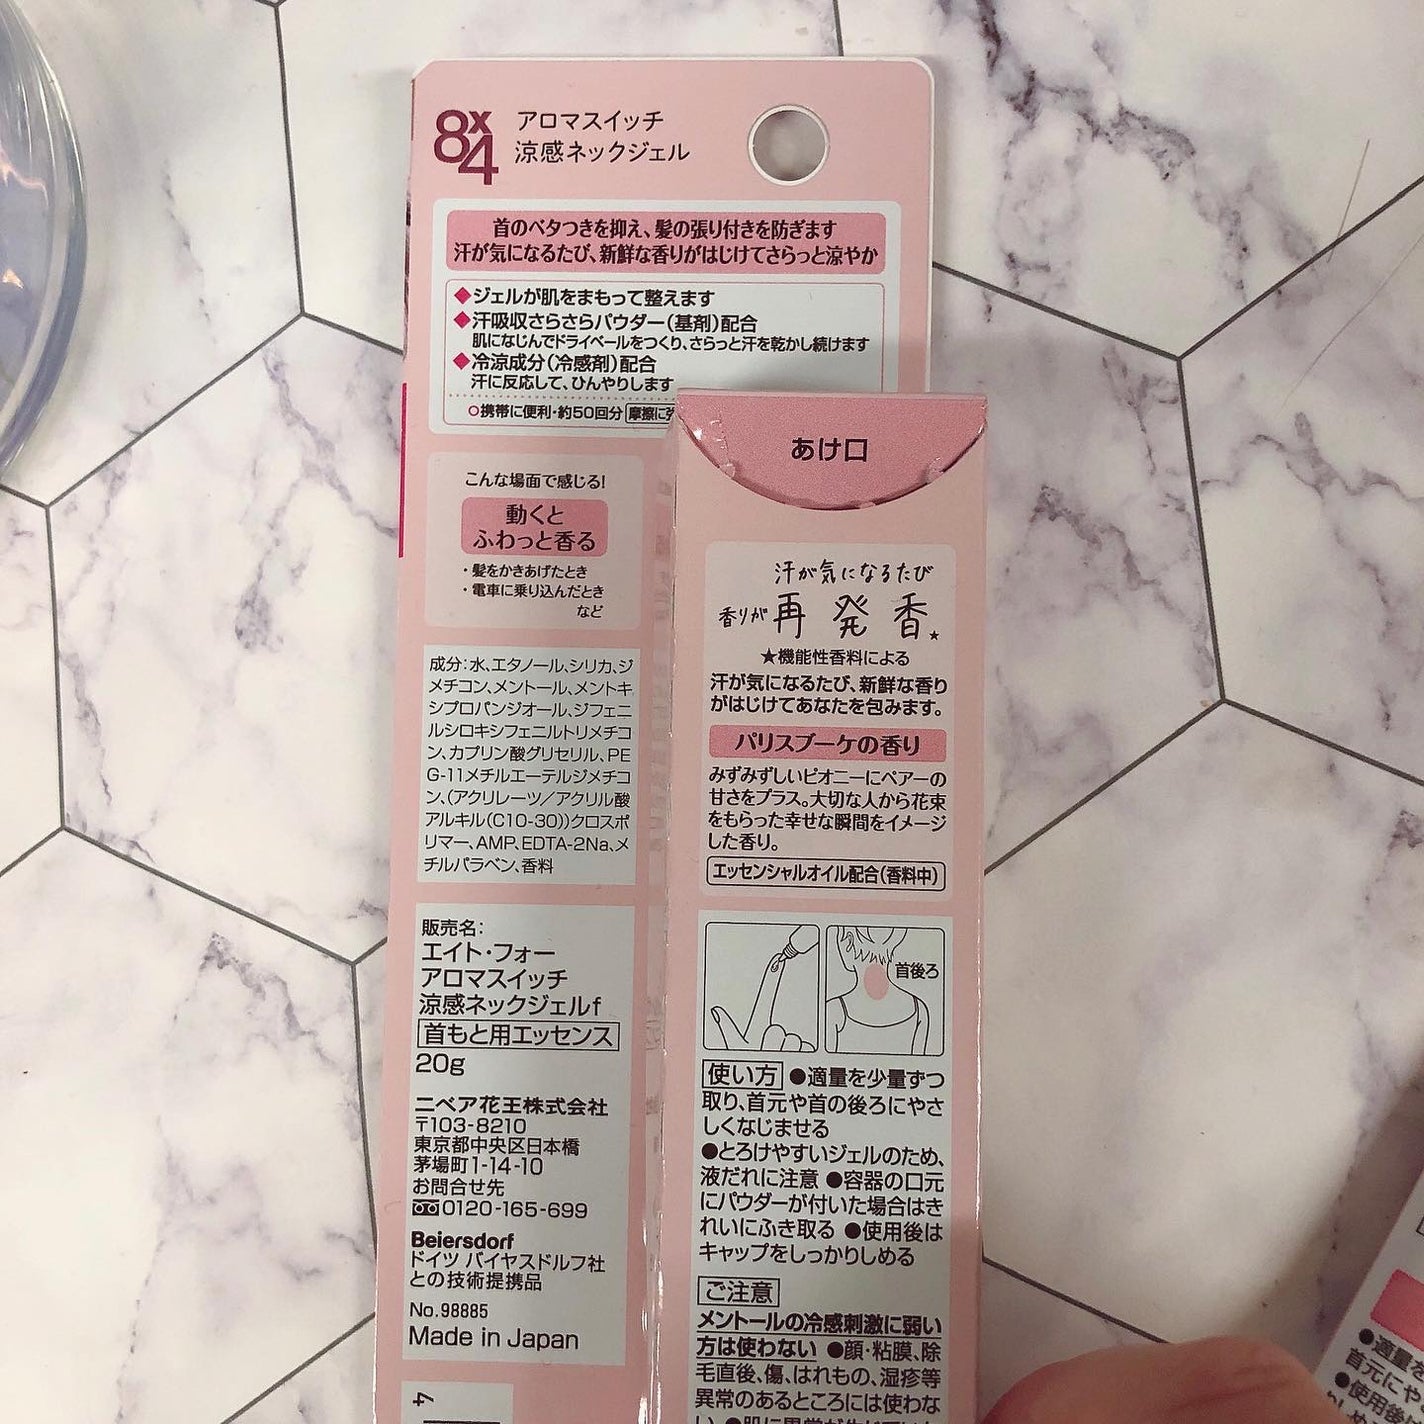 8x4
アロマスイッチ
涼感ネックジェル
首のベタつきを抑え、髪の張り付きを防ぎます
汗が気になるたび、新鮮な香りがはじけてさらっと涼やか
◆ジェルが肌をまもって整えます
◆汗吸収さらさらパウダー(基剤)配合
肌になじんでドライベールをつくり、さらっと汗を乾かし続けます
◆冷涼成分(冷感剤)配合
汗に反応して、ひんやりします
○携帯に便利・約50回分 摩擦に
こんな場面で感じる!
動くと
ふわっと香る
・髪をかきあげたとき
・電車に乗り込んだとき
など
成分:水、エタノール、シリカ、ジ
メチコン、メントール、メントキ
シプロパンジオール、ジフェニ
ルシロキシフェニルトリメチコ
ン、カプリン酸グリセリル、PE
G-11メチルエーテルジメチコ
ン、(アクリレーツ/アクリル酸
アルキル(C10-30))クロスポ
リマー、AMP、EDTA-2Na、メ
チルパラベン、香料
販売名:
エイト・フォー
アロマスイッチ
涼感ネックジェルf
首もと用エッセンス
20g
ニベア花王株式会社
〒103-8210
東京都中央区日本橋
茅場町1-14-10
お問合せ先
0120-165-699
Beiersdorf
ドイツ バイヤスドルフ社
との技術提携品
No.98885
Made in Japan
4
あけ口
汗が気になるたび
香りが再発香★
★機能性香料による
汗が気になるたび、新鮮な香り
がはじけてあなたを包みます。
パリスブーケの香り
みずみずしいピオニーにペアーの
甘さをプラス。大切な人から花束
をもらった幸せな瞬間をイメージ
した香り。
エッセンシャルオイル配合(香料中)
首後ろ
使い方 ●適量を少量ずつ
取り、首元や首の後ろにやさ
しくなじませる
●とろけやすいジェルのため、
液だれに注意 ●容器の口元
にパウダーが付いた場合はき
れいにふき取る ●使用後は
キャップをしっかりしめる
ご注意
メントールの冷感刺激に弱い
方は使わない ●顔・粘膜、除
毛直後、傷、はれもの、湿疹等
異常のあるところには使わな
い ●肌に異常が
●適量を
首元にや
●使用後